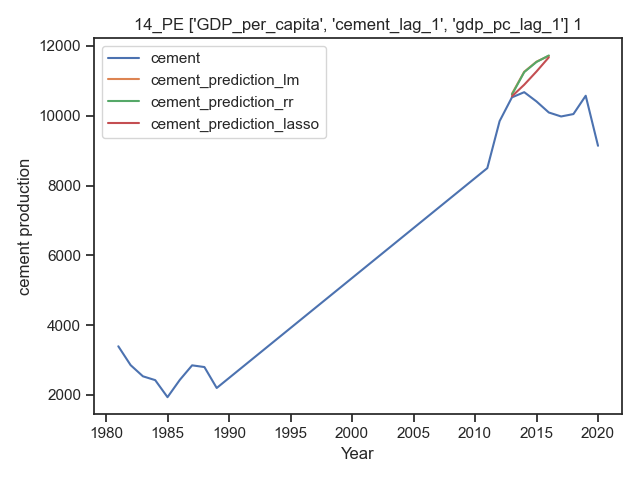 14_PE ['GDP_per_capita', 'cement_lag_1', 'gdp_pc_lag_1'] 1
12000
10000
8000
6000
4000
2000
cement production
cement
cement_prediction_lm
cement_prediction_rr
cement_prediction_lasso
1980 1985 1990 1995 2000 2005 2010 2015 2020
Year